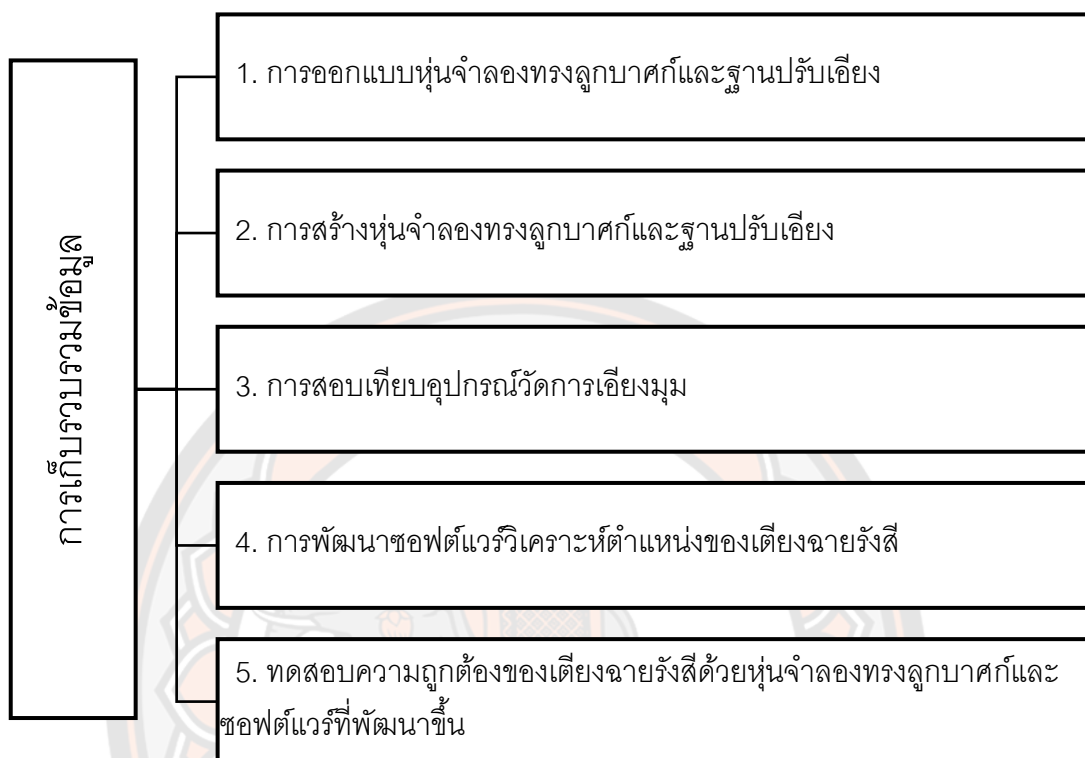 การเก็บรวบรวมข้อมูล
1. การออกแบบหุ่นจำลองทรงลูกบาศก์และฐานปรับเอียง
2. การสร้างหุ่นจำลองทรงลูกบาศก์และฐานปรับเอียง
3. การสอบเทียบอุปกรณ์วัดการเอียงมุม
4. การพัฒนาซอฟต์แวร์วิเคราะห์ตำแหน่งของเตียงฉายรังสี
5. ทดสอบความถูกต้องของเตียงฉายรังสีด้วยหุ่นจำลองทรงลูกบาศก์และ
ซอฟต์แวร์ที่พัฒนาขึ้น